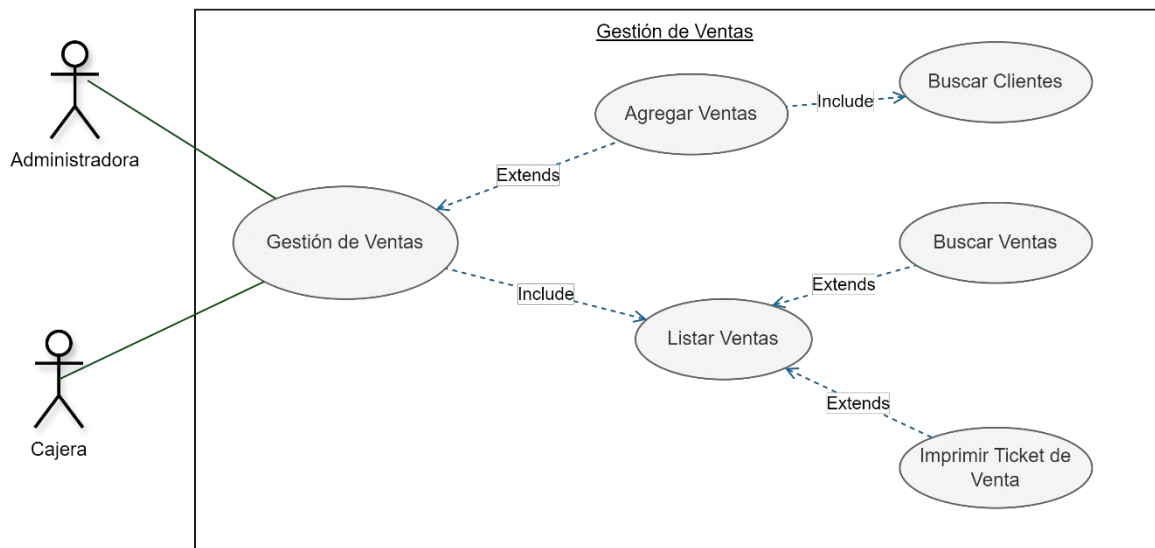 Gestión de Ventas
Administradora
Agregar Ventas
Include
Buscar Clientes
Extends
Gestión de Ventas
Include
Listar Ventas
Buscar Ventas
Extends
Extends
Imprimir Ticket de
Venta
Cajera